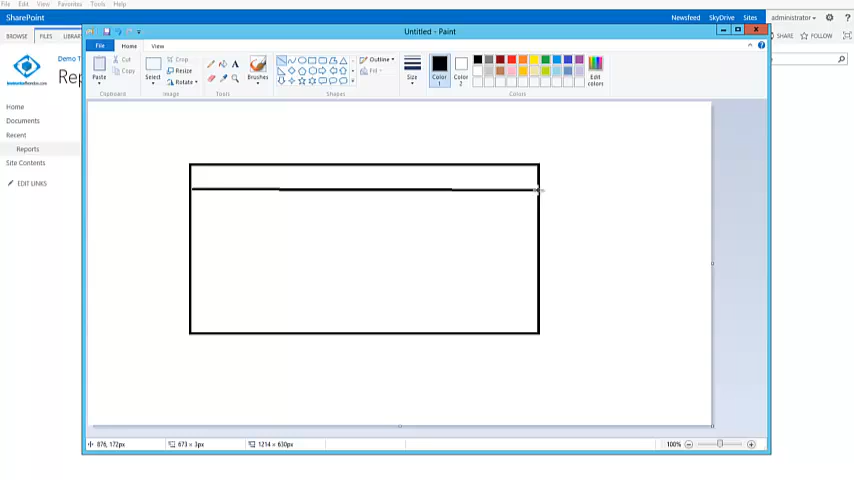 File Edit View Favorites Tools Help
SharePoint
Newsfeed SkyDrive Sites administrator
BROWSE FILES LIBRAR
SHARE FOLLOW
Untitled - Paint
File Home View
Demo T
Rep
Paste Cut Copy
Select Crop Resize Rotate
A
Brushes
Outline
Fill
Size
Color 1
Color 2
Edit colors
Clipboard Image Tools Shapes Colors
Home
Documents
Recent
Reports
Site Contents
EDIT LINKS
876, 172px 673 × 3px 1214 × 630px 100%